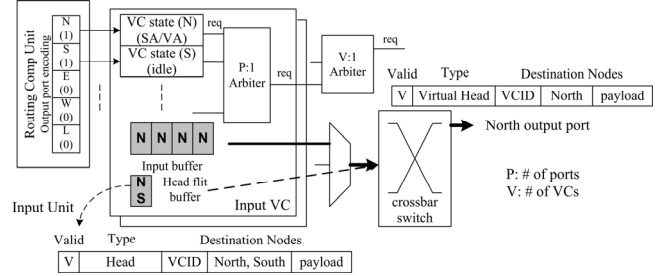 Routing Comp Unit
Output port encoding
N
(1)
S
(1)
E
(0)
W
(0)
L
(0)
VC state (N)
(SA/VA)
VC state (S)
(idle)
req
P:1
Arbiter
req
V:1
Arbiter
req
Valid Type Destination Nodes
V Virtual Head VCID North payload
N N N N
Input buffer
N
S
Head flit
buffer
Input VC
Input Unit
crossbar
switch
North output port
P: # of ports
V: # of VCs
Valid Type Destination Nodes
V Head VCID North, South payload